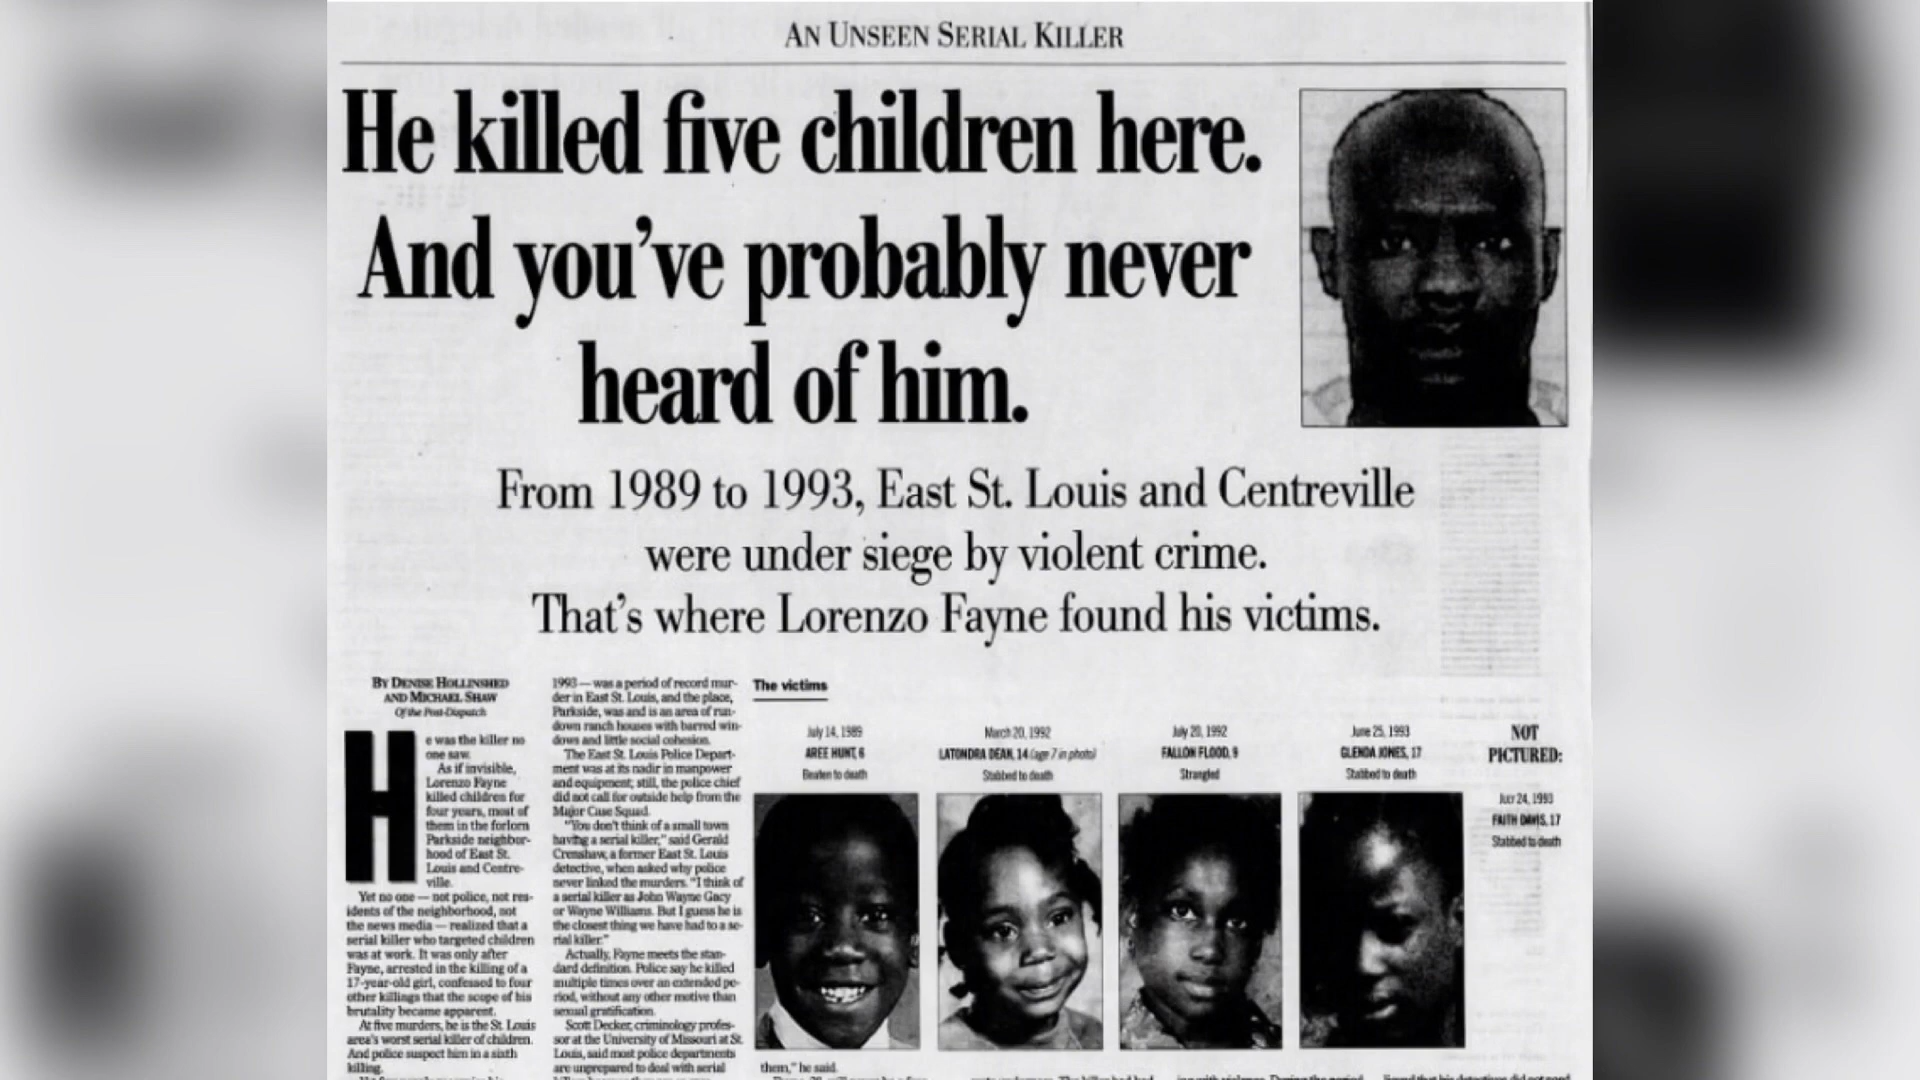 AN UNSEEN SERIAL KILLER
He killed five children here.
And you've probably never
heard of him.
From 1989 to 1993, East St. Louis and Centreville
were under siege by violent crime.
That's where Lorenzo Fayne found his victims.
BY DENISE HOLLINSHED
AND MICHAEL SHAW
Of the Post-Dispatch
He was the killer no
one saw.
As if invisible,
Lorenzo Fayne
killed children for
four years, most of
them in the forlorn
Parkside neighbor-
hood of East St.
Louis and Centre-
ville.
Yet no one — not police, not res-
idents of the neighborhood, not
the news media — realized that a
serial killer who targeted children
was at work. It was only after
Fayne, arrested in the killing of a
17-year-old girl, confessed to four
other killings that the scope of his
brutality became apparent.
At five murders, he is the St. Louis
area's worst serial killer of children.
And police suspect him in a sixth
killing.
1993 — was a period of record mur-
der in East St. Louis, and the place,
Parkside, was and is an area of run-
down ranch houses with barred win-
dows and little social cohesion.
The East St. Louis Police Depart-
ment was at its nadir in manpower
and equipment; still, the police chief
did not call for outside help from the
Major Case Squad.
"You don't think of a small town
having a serial killer," said Gerald
Crenshaw, a former East St. Louis
detective, when asked why police
never linked the murders. "I think of
a serial killer as John Wayne Gacy
or Wayne Williams. But I guess he is
the closest thing we have had to a se-
rial killer."
Actually, Fayne meets the stan-
dard definition. Police say he killed
multiple times over an extended pe-
riod, without any other motive than
sexual gratification.
Scott Decker, criminology profes-
sor at the University of Missouri at St.
Louis, said most police departments
are unprepared to deal with serial
The victims
July 14, 1989
AREE HUNT, 6
Beaten to death
March 20, 1992
LATONDRA DEAN, 14 (age 7 in photo)
Stabbed to death
July 20, 1992
FALLON FLOOD, 9
Strangled
June 25, 1993
GLENDA JONES, 17
Stabbed to death
NOT
PICTURED:
JULY 24, 1993
FAITH DAVIS, 17
Stabbed to death
them," he said.